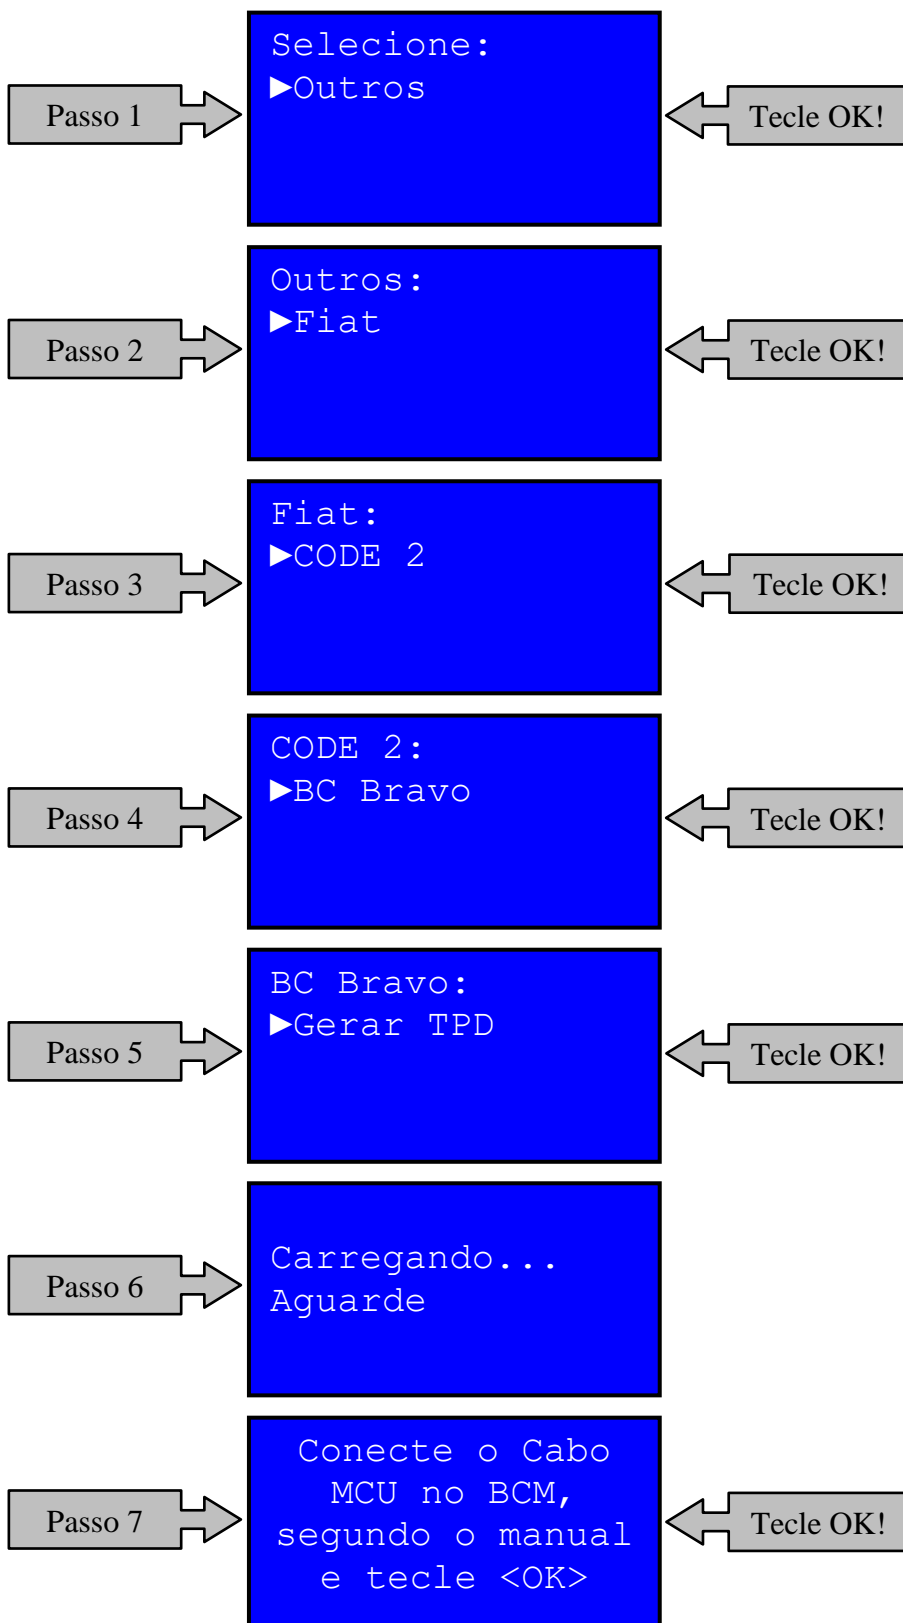 Selecione:
Passo 1 ►Outros Tecle OK!
Outros:
Passo 2 ►Fiat Tecle OK!
Fiat:
Passo 3 ►CODE 2 Tecle OK!
CODE 2:
Passo 4 ►BC Bravo Tecle OK!
BC Bravo:
Passo 5 ►Gerar TPD Tecle OK!
Carregando...
Passo 6 Aguarde
Conecte o Cabo
MCU no BCM,
Passo 7 segundo o manual Tecle OK!
e tecle <OK>